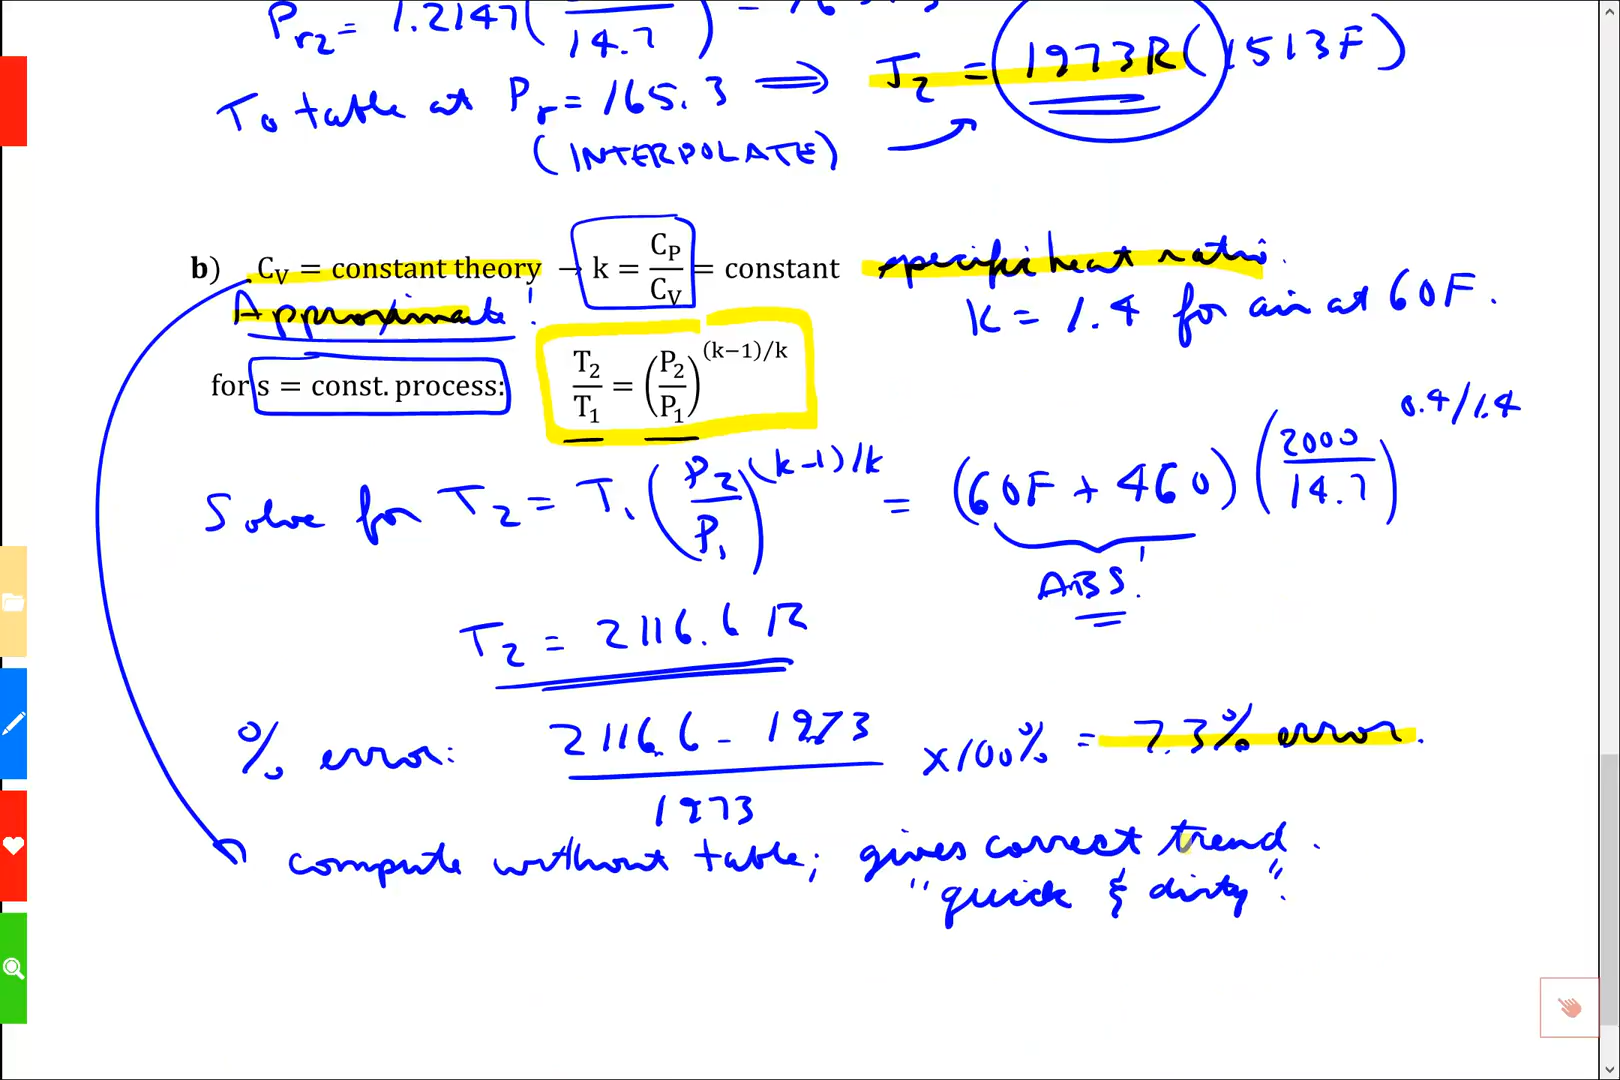 Pr2 = 1.2147( /14.7)
To table at Pr = 165.3 ⟹ T2 = 1973R (1513F)
(INTERPOLATE)
b) CV = constant theory → k = CP/CV = constant specific heat ratio.
Approximate! K = 1.4 for air at 60F.
for s = const. process: T2/T1 = (P2/P1)^(k−1)/k
Solve for T2 = T1 (P2/P1)^(k-1)/k = (60F + 460) (2000/14.7)^0.4/1.4
ABS!
T2 = 2116.6 R
% error: (2116.6 - 1973)/1973 x100% = 7.3% error.
compute without table; gives correct trend.
"quick & dirty".